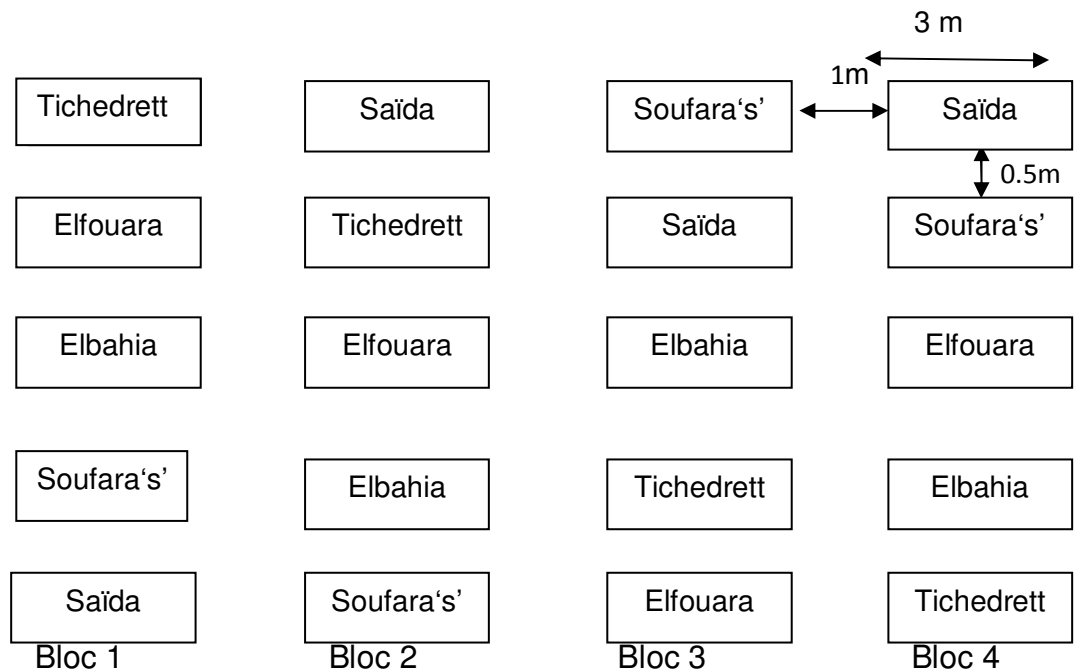 3 m
1m
Tichedrett Saïda Soufara‘s’ Saïda
0.5m
Elfouara Tichedrett Saïda Soufara‘s’
Elbahia Elfouara Elbahia Elfouara
Soufara‘s’ Elbahia Tichedrett Elbahia
Saïda Soufara‘s’ Elfouara Tichedrett
Bloc 1 Bloc 2 Bloc 3 Bloc 4